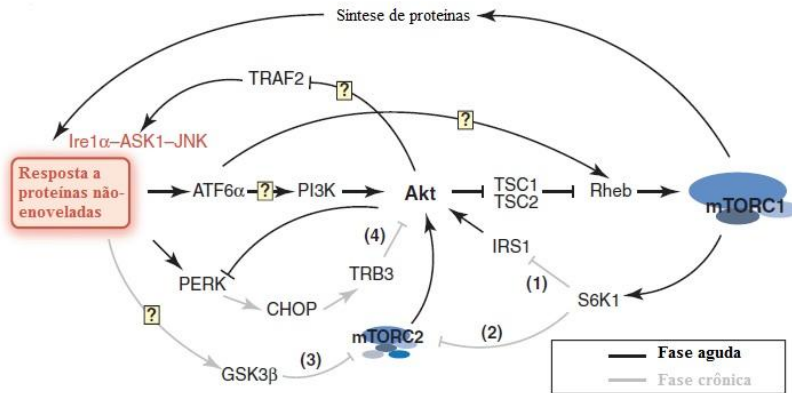 Síntese de proteínas
TRAF2
?
?
Ire1α–ASK1–JNK
Resposta a
proteínas não-
enoveladas
ATF6α
?
PI3K
Akt
TSC1
TSC2
Rheb
mTORC1
(4)
IRS1
PERK
TRB3
(1)
CHOP
S6K1
?
mTORC2
(2)
(3)
GSK3β
Fase aguda
Fase crônica